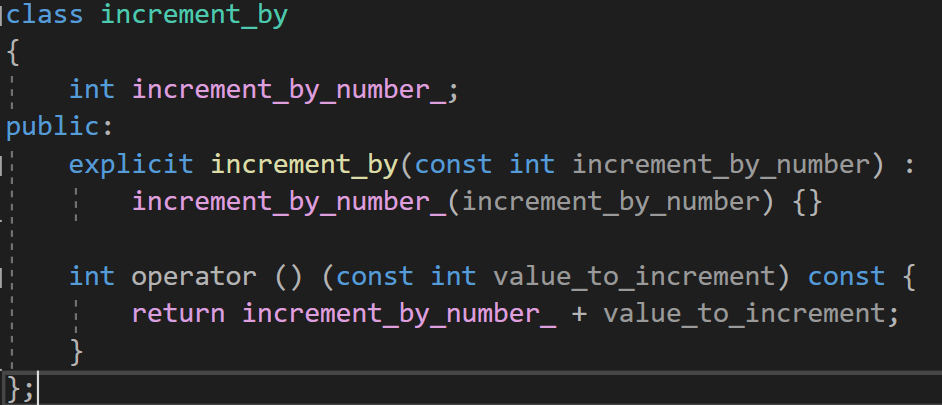 class increment_by
{
    int increment_by_number_;
public:
    explicit increment_by(const int increment_by_number) :
        increment_by_number_(increment_by_number) {}

    int operator () (const int value_to_increment) const {
        return increment_by_number_ + value_to_increment;
    }
};